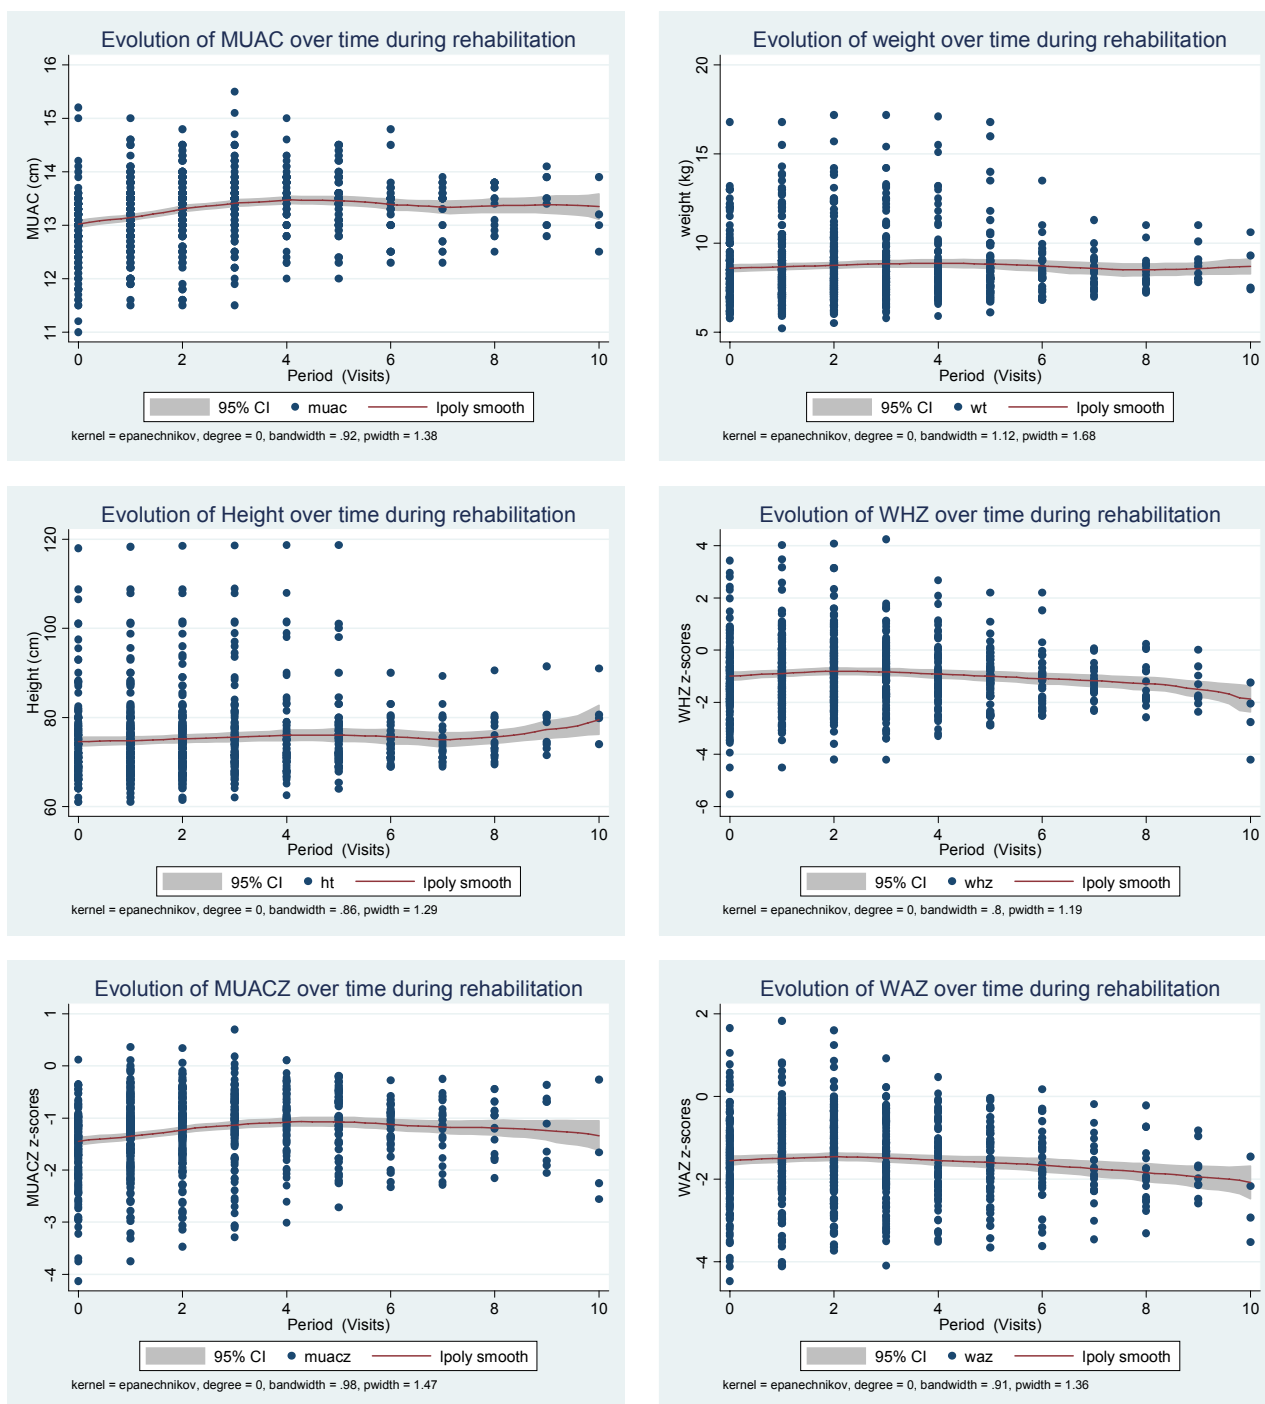 Evolution of MUAC over time during rehabilitation
MUAC (cm)
16
15
14
13
12
11
0 2 4 6 8 10
Period (Visits)
95% CI muac lpoly smooth
kernel = epanechnikov, degree = 0, bandwidth = .92, pwidth = 1.38
Evolution of weight over time during rehabilitation
weight (kg)
20
15
10
5
0 2 4 6 8 10
Period (Visits)
95% CI wt lpoly smooth
kernel = epanechnikov, degree = 0, bandwidth = 1.12, pwidth = 1.68
Evolution of Height over time during rehabilitation
Height (cm)
120
100
80
60
0 2 4 6 8 10
Period (Visits)
95% CI ht lpoly smooth
kernel = epanechnikov, degree = 0, bandwidth = .86, pwidth = 1.29
Evolution of WHZ over time during rehabilitation
WHZ z-scores
4
2
0
-2
-4
-6
0 2 4 6 8 10
Period (Visits)
95% CI whz lpoly smooth
kernel = epanechnikov, degree = 0, bandwidth = .8, pwidth = 1.19
Evolution of MUACZ over time during rehabilitation
MUACZ z-scores
1
0
-1
-2
-3
-4
0 2 4 6 8 10
Period (Visits)
95% CI muacz lpoly smooth
kernel = epanechnikov, degree = 0, bandwidth = .98, pwidth = 1.47
Evolution of WAZ over time during rehabilitation
WAZ z-scores
2
0
-2
-4
0 2 4 6 8 10
Period (Visits)
95% CI waz lpoly smooth
kernel = epanechnikov, degree = 0, bandwidth = .91, pwidth = 1.36